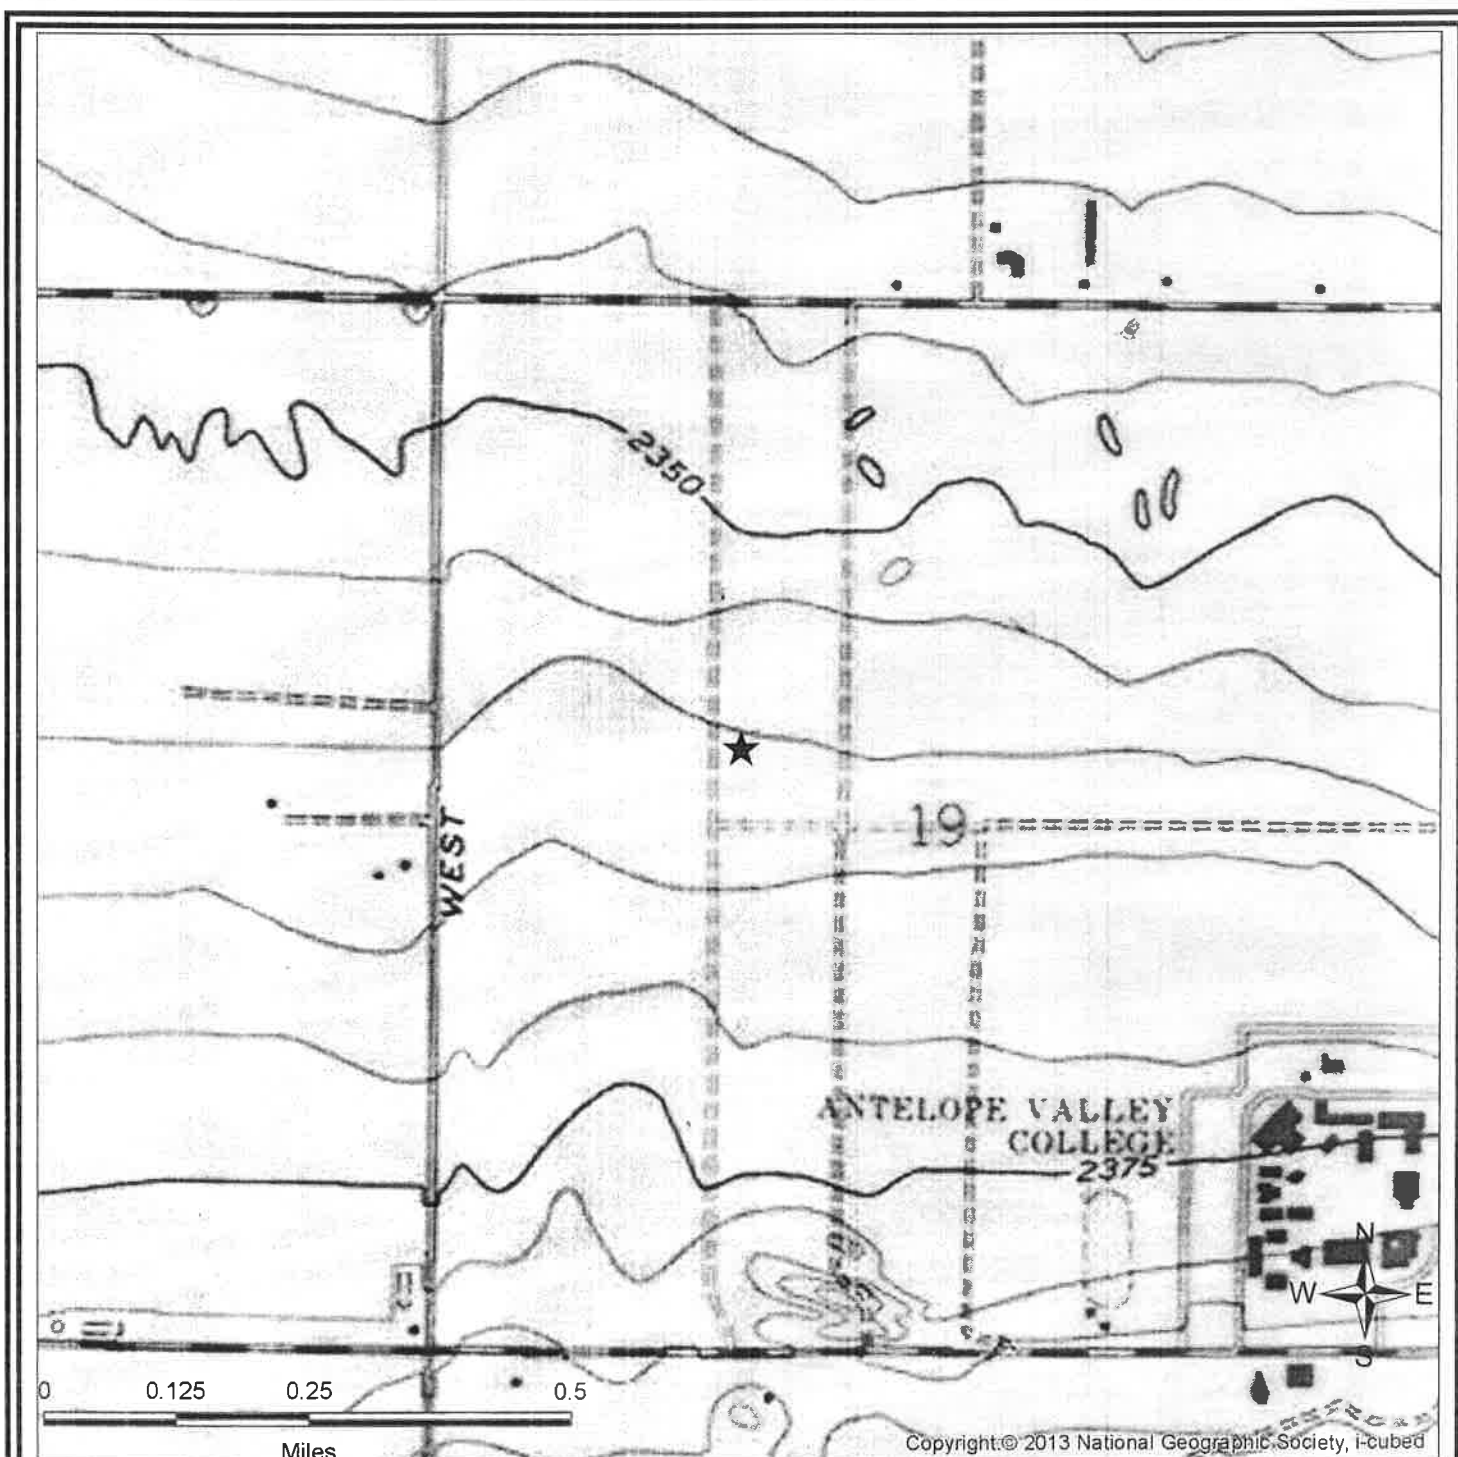 2350
WEST
19
ANTELOPE VALLEY
COLLEGE
2375
N
W E
S
0 0.125 0.25 0.5
Miles
Copyright:© 2013 National Geographic Society, i-cubed